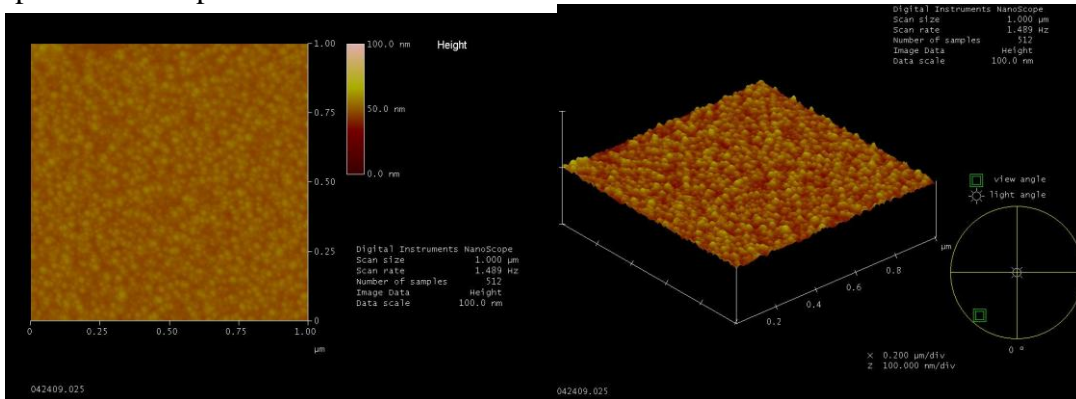 100.0 nm
Height
1.00
0.75
50.0 nm
0.50
0.0 nm
0.25
0
0
0.25
0.50
0.75
1.00
µm
Digital Instruments NanoScope
Scan size 1.000 µm
Scan rate 1.489 Hz
Number of samples 512
Image Data Height
Data scale 100.0 nm
042409.025
Digital Instruments NanoScope
Scan size 1.000 µm
Scan rate 1.489 Hz
Number of samples 512
Image Data Height
Data scale 100.0 nm
view angle
light angle
µm
0.8
0.6
0.4
0.2
0 °
X 0.200 µm/div
Z 100.000 nm/div
042409.025